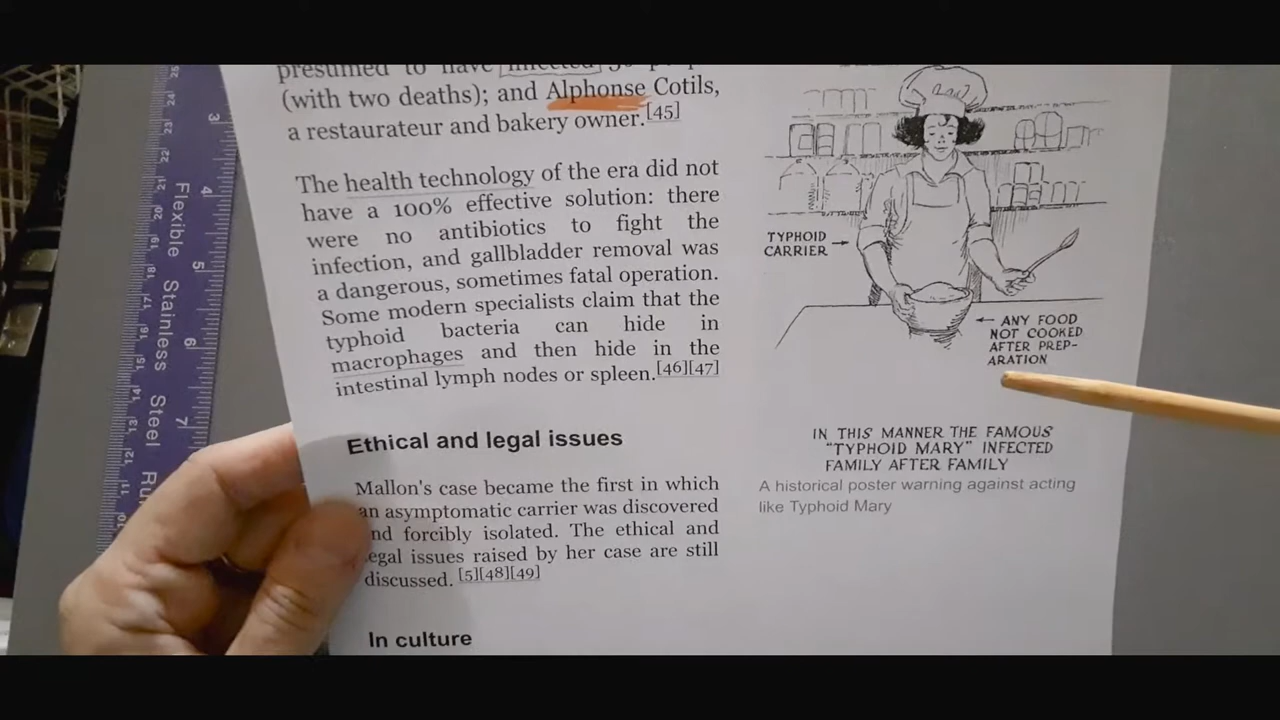 presumed to have infected 
(with two deaths); and Alphonse Cotils,
a restaurateur and bakery owner.[45]
The health technology of the era did not
have a 100% effective solution: there
were no antibiotics to fight the
infection, and gallbladder removal was
a dangerous, sometimes fatal operation.
Some modern specialists claim that the
typhoid bacteria can hide in
macrophages and then hide in the
intestinal lymph nodes or spleen.[46][47]
Ethical and legal issues
Mallon's case became the first in which
an asymptomatic carrier was discovered
and forcibly isolated. The ethical and
legal issues raised by her case are still
discussed. [5][48][49]
In culture
TYPHOID
CARRIER
ANY FOOD
NOT COOKED
AFTER PREP-
ARATION
IN THIS MANNER THE FAMOUS
"TYPHOID MARY" INFECTED
FAMILY AFTER FAMILY
A historical poster warning against acting
like Typhoid Mary
Flexible Stainless Steel
3
4
5
6
7